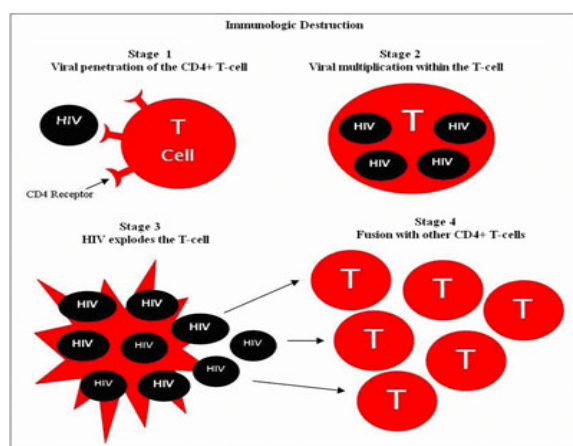 Immunologic Destruction
Stage 1
Viral penetration of the CD4+ T-cell
HIV
T
Cell
CD4 Receptor
Stage 2
Viral multiplication within the T-cell
T
HIV
HIV
HIV
HIV
Stage 3
HIV explodes the T-cell
HIV
HIV
HIV
HIV
HIV
HIV
HIV
HIV
HIV
Stage 4
Fusion with other CD4+ T-cells
T
T
T
T
T
T